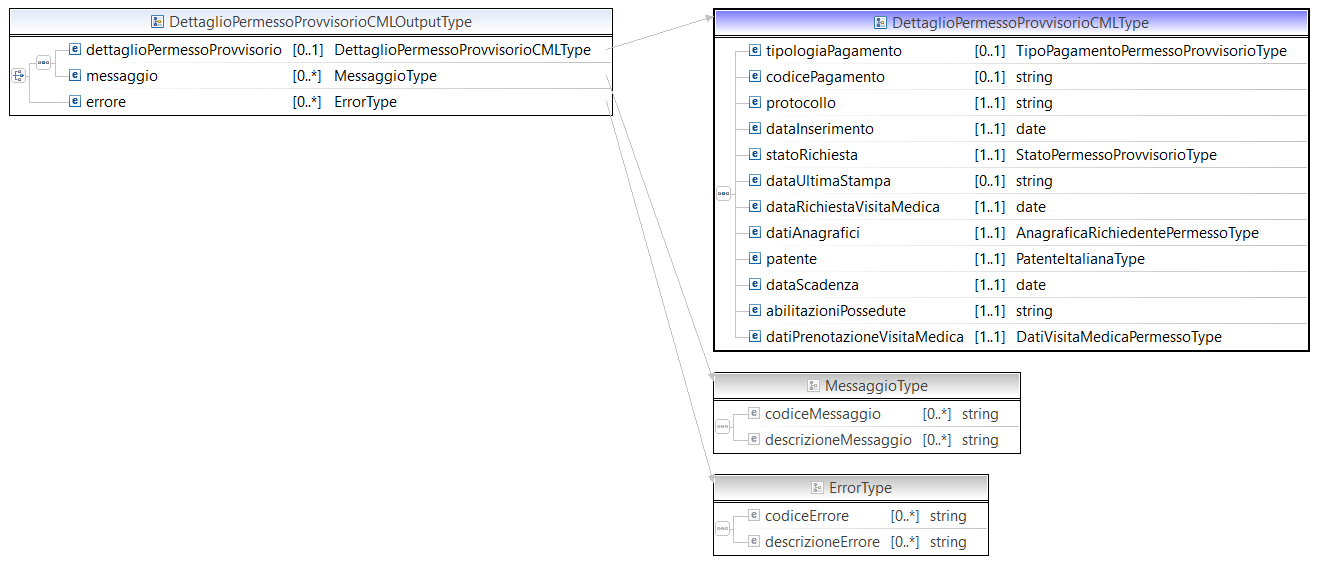 DettaglioPermessoProvvisorioCMLOutputType
dettaglioPermessoProvvisorio [0..1] DettaglioPermessoProvvisorioCMLType
messaggio [0..*] MessaggioType
errore [0..*] ErrorType
DettaglioPermessoProvvisorioCMLType
tipologiaPagamento [0..1] TipoPagamentoPermessoProvvisorioType
codicePagamento [0..1] string
protocollo [1..1] string
dataInserimento [1..1] date
statoRichiesta [1..1] StatoPermessoProvvisorioType
dataUltimaStampa [0..1] string
dataRichiestaVisitaMedica [1..1] date
datiAnagrafici [1..1] AnagraficaRichiedentePermessoType
patente [1..1] PatenteItalianaType
dataScadenza [1..1] date
abilitazioniPossedute [1..1] string
datiPrenotazioneVisitaMedica [1..1] DatiVisitaMedicaPermessoType
MessaggioType
codiceMessaggio [0..*] string
descrizioneMessaggio [0..*] string
ErrorType
codiceErrore [0..*] string
descrizioneErrore [0..*] string